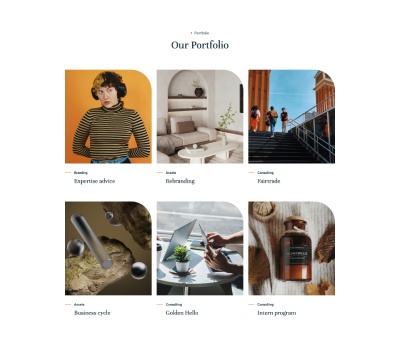 Portfolio
Our Portfolio
Branding
Expertise advice
Assets
Rebranding
Consulting
Fairtrade
Assets
Business cycle
Consulting
Golden Hello
Consulting
Intern program